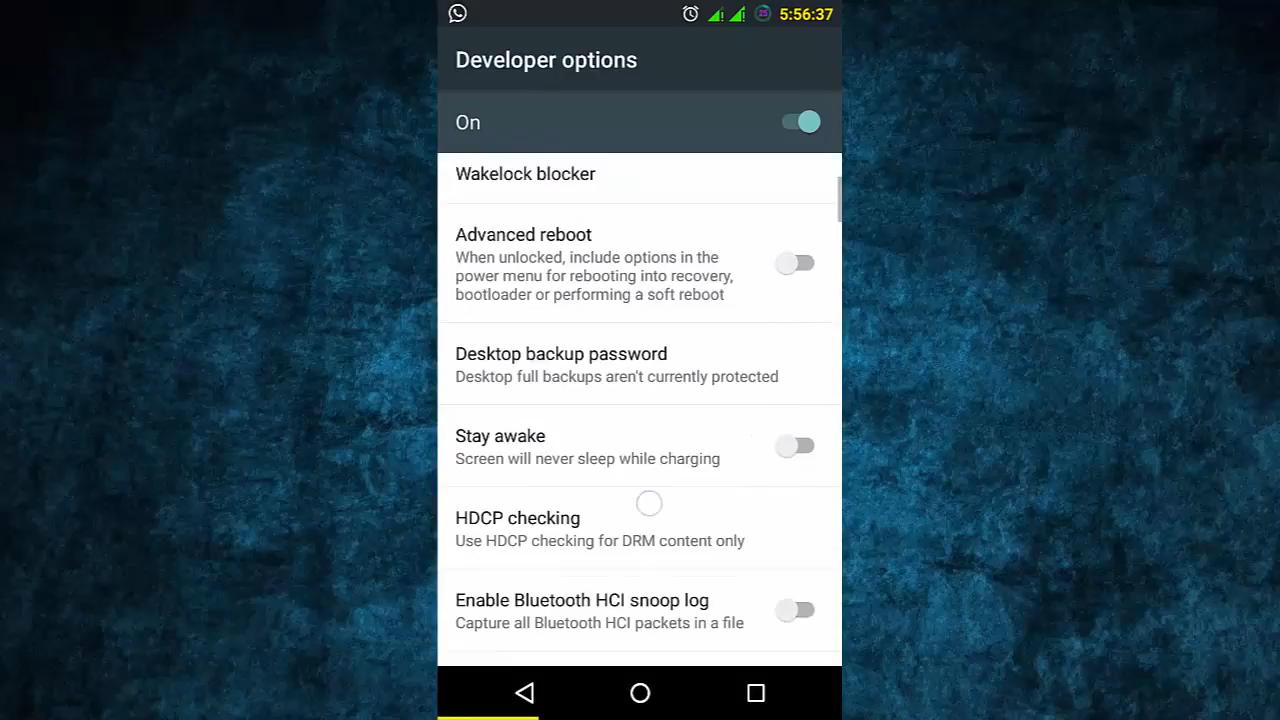 25 5:56:37
Developer options
On
Wakelock blocker
Advanced reboot
When unlocked, include options in the
power menu for rebooting into recovery,
bootloader or performing a soft reboot
Desktop backup password
Desktop full backups aren't currently protected
Stay awake
Screen will never sleep while charging
HDCP checking
Use HDCP checking for DRM content only
Enable Bluetooth HCI snoop log
Capture all Bluetooth HCI packets in a file